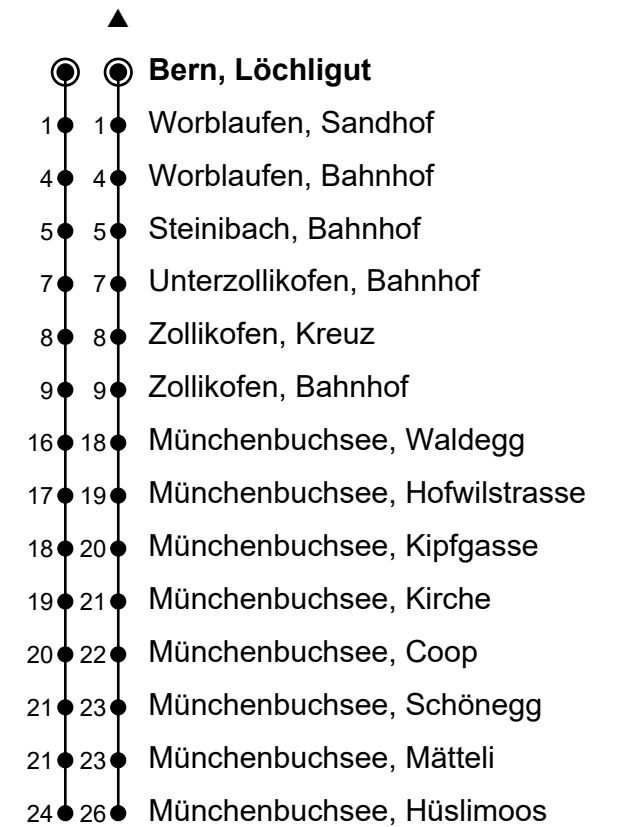 ▲
Bern, Löchligut
1 1 Worblaufen, Sandhof
4 4 Worblaufen, Bahnhof
5 5 Steinibach, Bahnhof
7 7 Unterzollikofen, Bahnhof
8 8 Zollikofen, Kreuz
9 9 Zollikofen, Bahnhof
16 18 Münchenbuchsee, Waldegg
17 19 Münchenbuchsee, Hofwilstrasse
18 20 Münchenbuchsee, Kipfgasse
19 21 Münchenbuchsee, Kirche
20 22 Münchenbuchsee, Coop
21 23 Münchenbuchsee, Schönegg
21 23 Münchenbuchsee, Mätteli
24 26 Münchenbuchsee, Hüslimoos